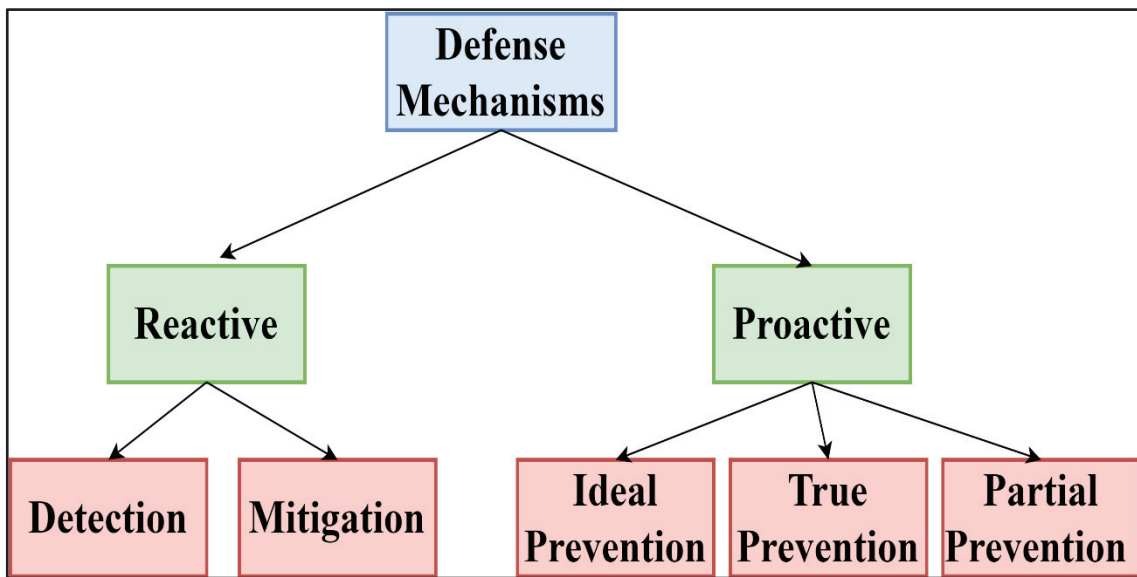 Defense
Mechanisms
Reactive
Proactive
Detection
Mitigation
Ideal
Prevention
True
Prevention
Partial
Prevention